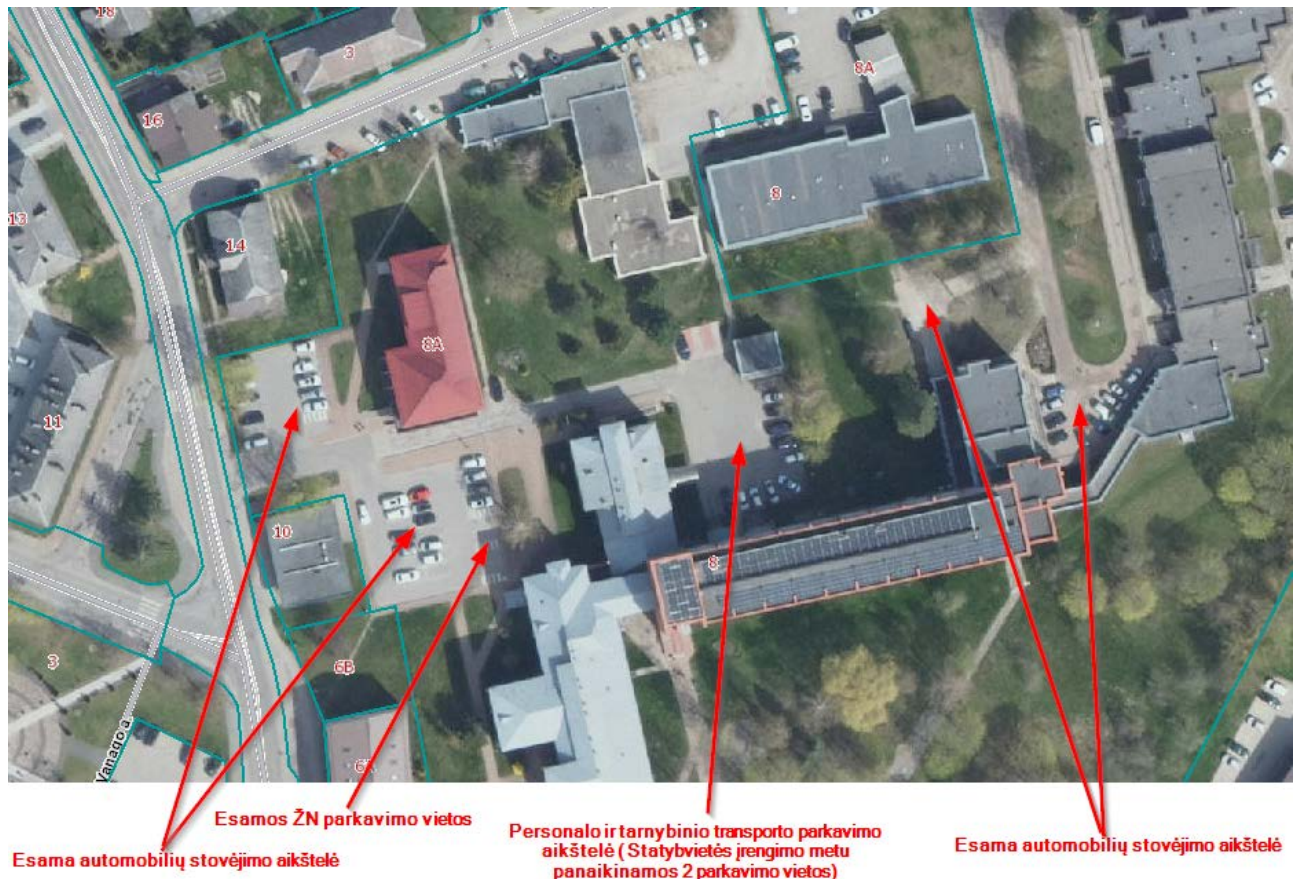 18
3
8A
16
8
13
14
8A
11
10
8
3
6B
Vanago a.
Esamos ŽN parkavimo vietos
Esama automobilių stovėjimo aikštelė
Personalo ir tarnybinio transporto parkavimo
aikštelė ( Statybvietės įrengimo metu
panaikinamos 2 parkavimo vietos)
Esama automobilių stovėjimo aikštelė